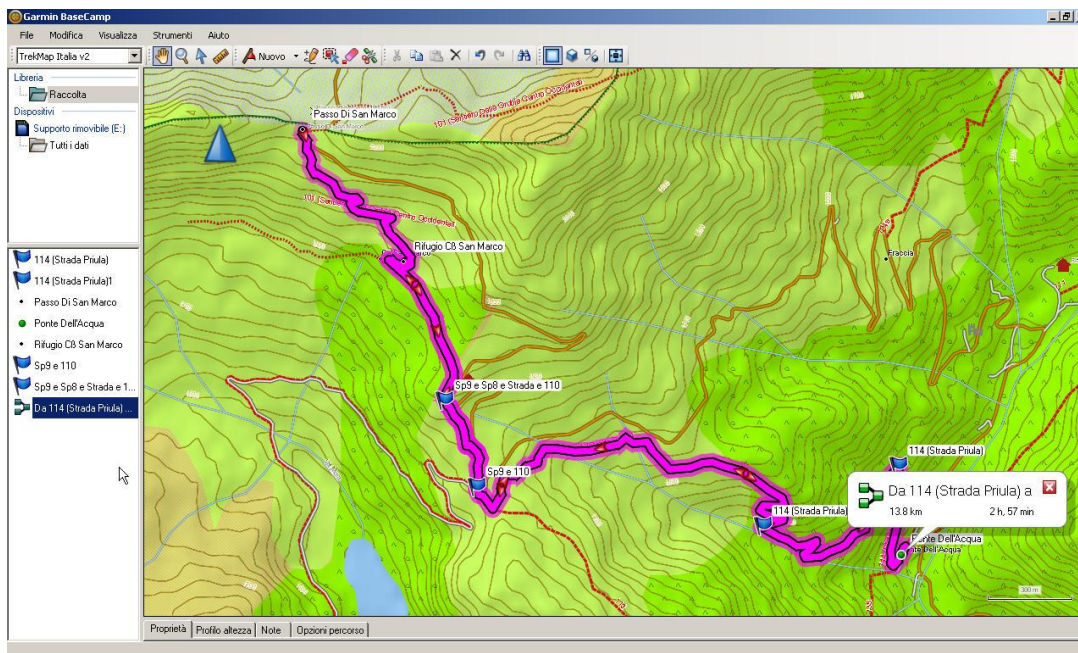 Garmin BaseCamp
File Modifica Visualizza Strumenti Aiuto
TrekMap Italia v2
Nuovo
Libreria
Raccolta
Dispositivi
Supporto rimovibile (E:)
Tutti i dati
114 (Strada Priula)
114 (Strada Priula)1
Passo Di San Marco
Ponte Dell'Acqua
Rifugio Cß San Marco
Sp9 e 110
Sp9 e Sp8 e Strada e 1...
Da 114 (Strada Priula) ...
Passo Di San Marco
Rifugio Cß San Marco
Fraccia
Sp9 e Sp8 e Strada e 110
Sp9 e 110
114 (Strada Priula)
114 (Strada Priula)
Da 114 (Strada Priula) a
13.8 km 2 h, 57 min
Ponte Dell'Acqua
300 m
Proprietà Profilo altezza Note Opzioni percorso